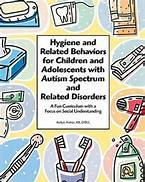 Hygiene and
Related Behaviors
for Children and
Adolescents with
Autism Spectrum
and
Related Disorders
A Fun Curriculum with a
Focus on Social Understanding